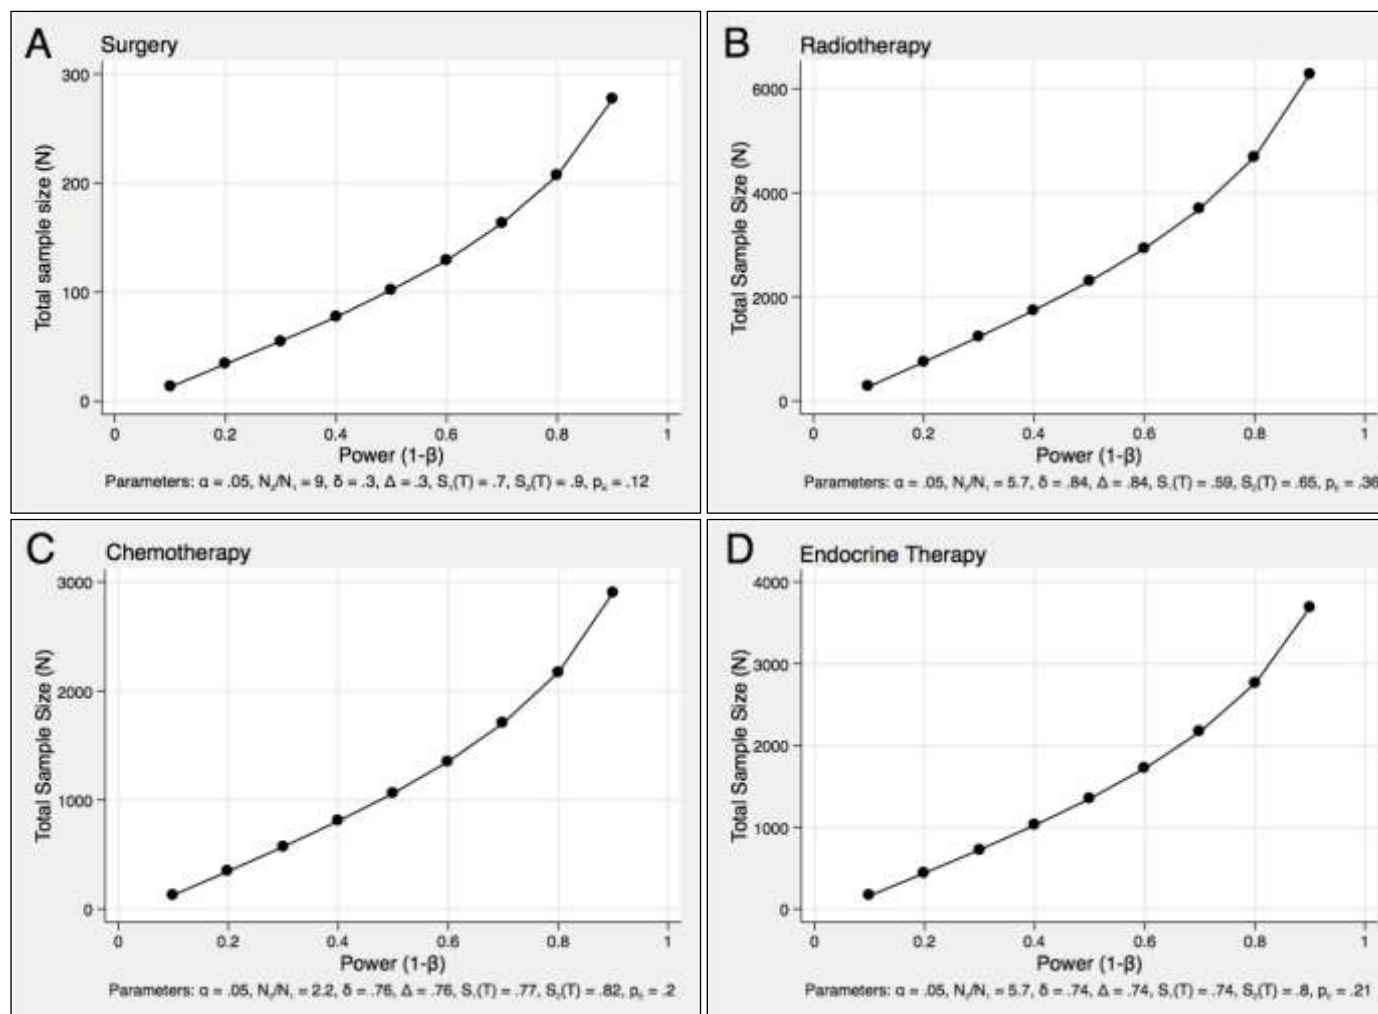 A
Surgery
300
200
100
0
Total sample size (N)
0 0.2 0.4 0.6 0.8 1
Power (1-β)
Parameters: α = .05, N₂/N₁ = 9, δ = .3, Δ = .3, S₁(T) = .7, S₂(T) = .9, pₑ = .12
B
Radiotherapy
6000
4000
2000
0
Total Sample Size (N)
0 0.2 0.4 0.6 0.8 1
Power (1-β)
Parameters: α = .05, N₂/N₁ = 5.7, δ = .84, Δ = .84, S₁(T) = .59, S₂(T) = .65, pₑ = .36
C
Chemotherapy
3000
2000
1000
0
Total Sample Size (N)
0 0.2 0.4 0.6 0.8 1
Power (1-β)
Parameters: α = .05, N₂/N₁ = 2.2, δ = .76, Δ = .76, S₁(T) = .77, S₂(T) = .82, pₑ = .2
D
Endocrine Therapy
4000
3000
2000
1000
0
Total Sample Size (N)
0 0.2 0.4 0.6 0.8 1
Power (1-β)
Parameters: α = .05, N₂/N₁ = 5.7, δ = .74, Δ = .74, S₁(T) = .74, S₂(T) = .8, pₑ = .21